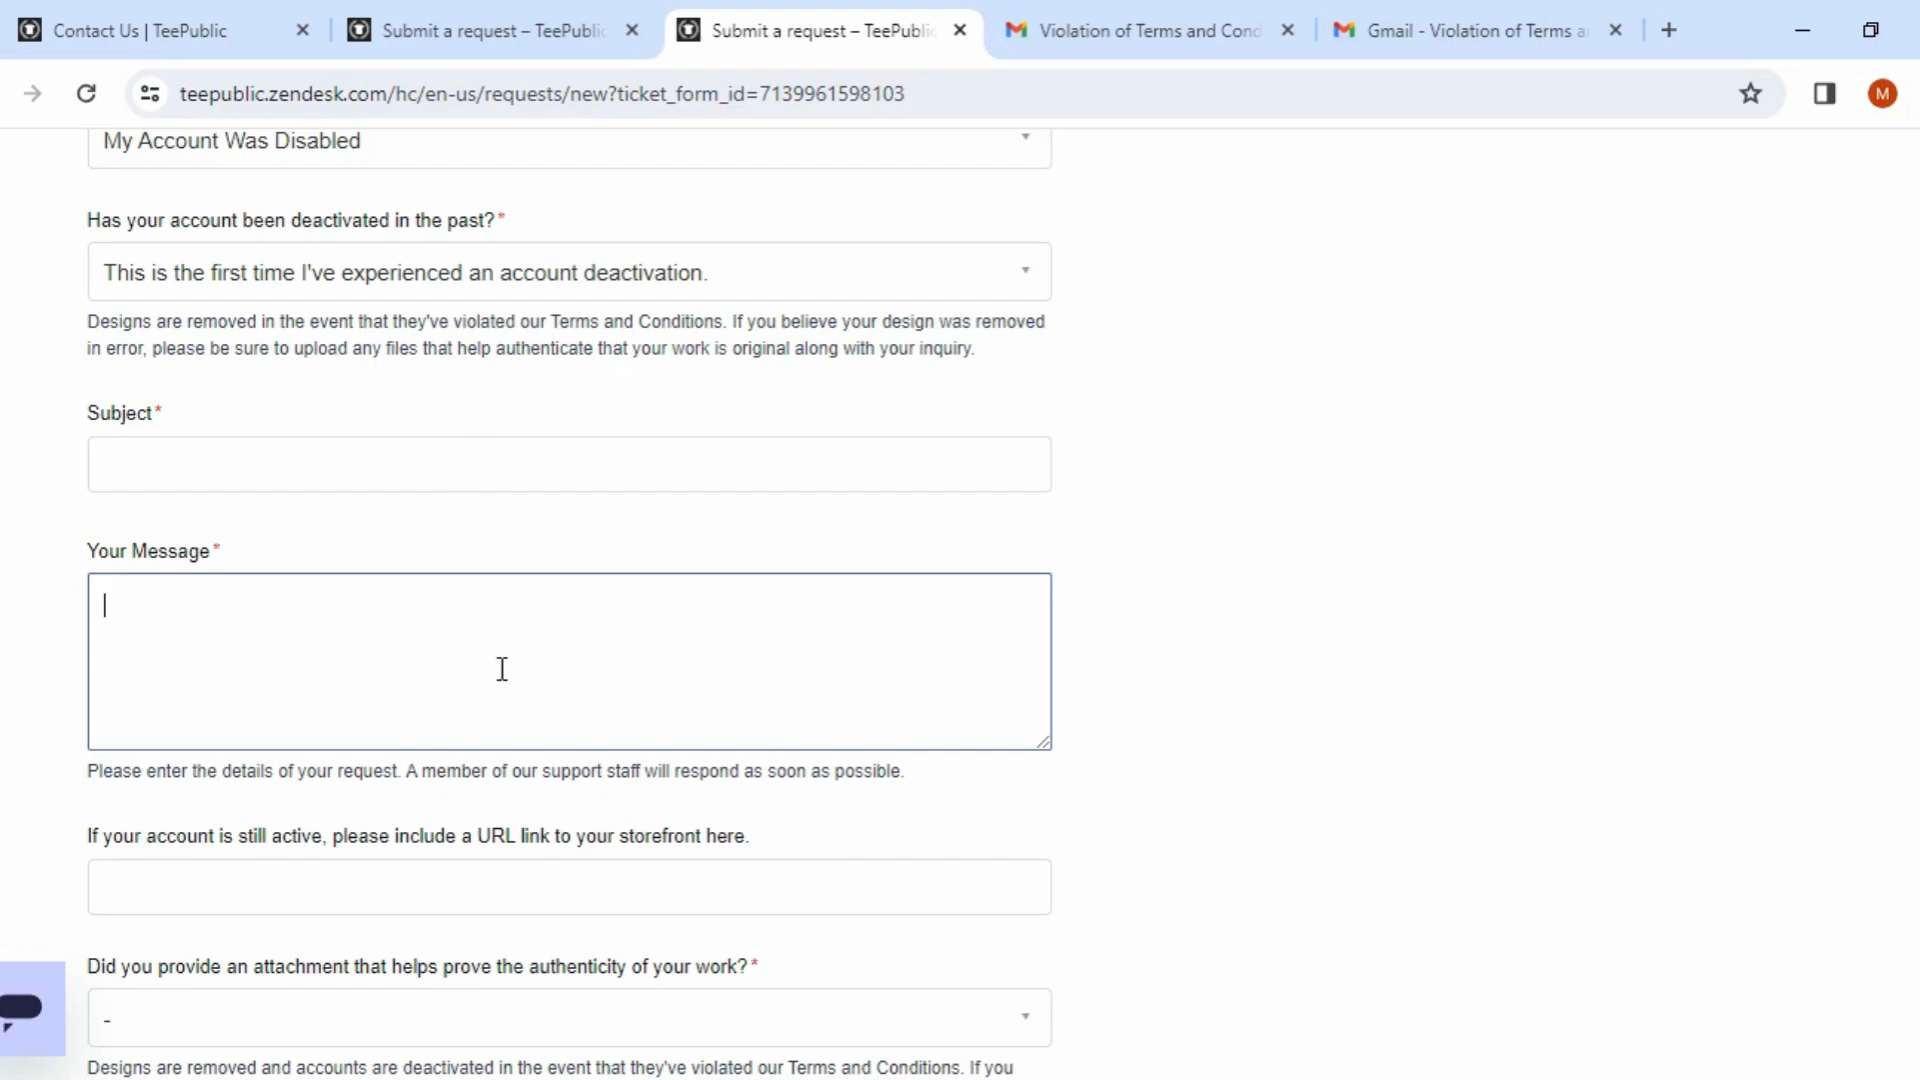 Contact Us | TeePublic
Submit a request – TeePublic
Submit a request – TeePublic
Violation of Terms and Cond
Gmail - Violation of Terms a
teepublic.zendesk.com/hc/en-us/requests/new?ticket_form_id=7139961598103
M
My Account Was Disabled
Has your account been deactivated in the past?*
This is the first time I've experienced an account deactivation.
Designs are removed in the event that they've violated our Terms and Conditions. If you believe your design was removed
in error, please be sure to upload any files that help authenticate that your work is original along with your inquiry.
Subject*
Your Message*
Please enter the details of your request. A member of our support staff will respond as soon as possible.
If your account is still active, please include a URL link to your storefront here.
Did you provide an attachment that helps prove the authenticity of your work?*
-
Designs are removed and accounts are deactivated in the event that they've violated our Terms and Conditions. If you